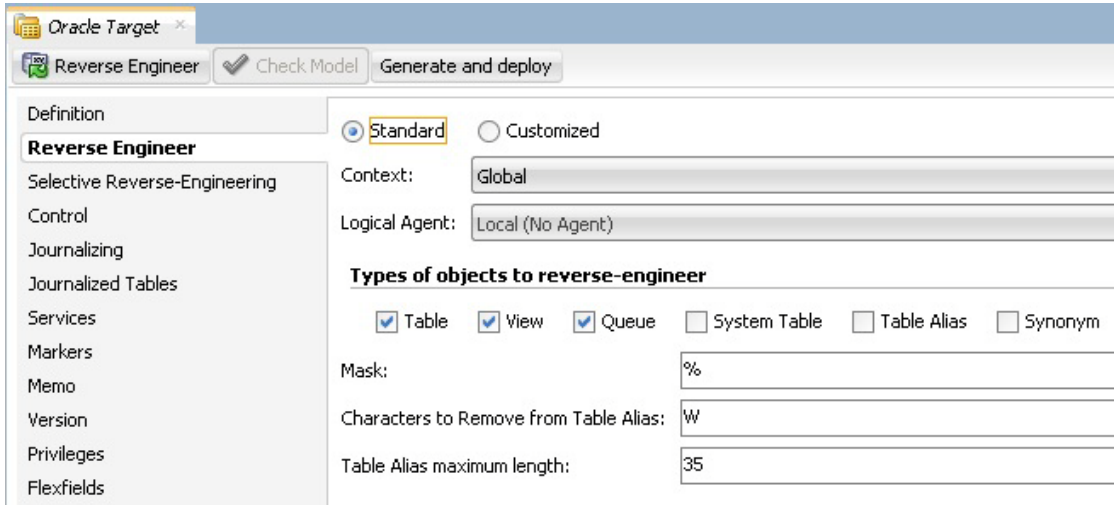 Oracle Target
Reverse Engineer Check Model Generate and deploy
Definition
Reverse Engineer
Selective Reverse-Engineering
Control
Journalizing
Journalized Tables
Services
Markers
Memo
Version
Privileges
Flexfields
Standard Customized
Context: Global
Logical Agent: Local (No Agent)
Types of objects to reverse-engineer
Table View Queue System Table Table Alias Synonym
Mask: %
Characters to Remove from Table Alias: W
Table Alias maximum length: 35